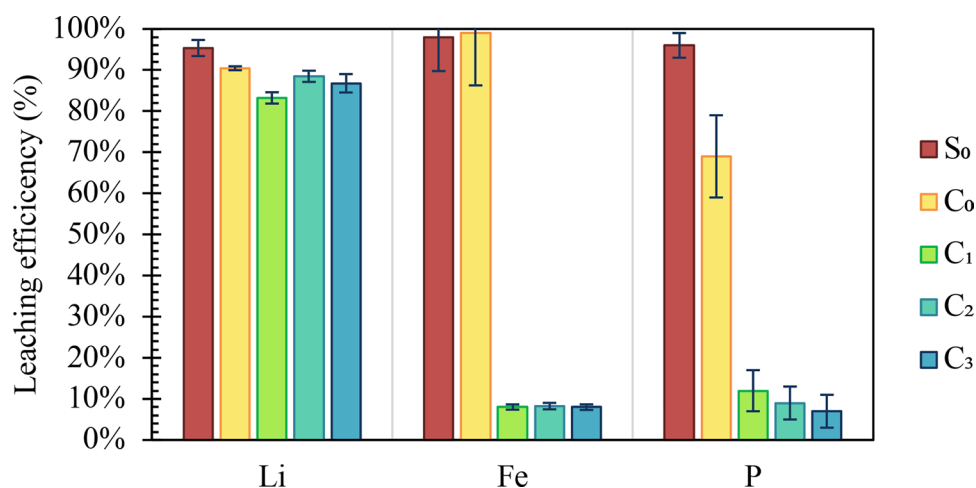 Leaching efficicency (%)
100%
90%
80%
70%
60%
50%
40%
30%
20%
10%
0%
Li
Fe
P
S₀
C₀
C₁
C₂
C₃